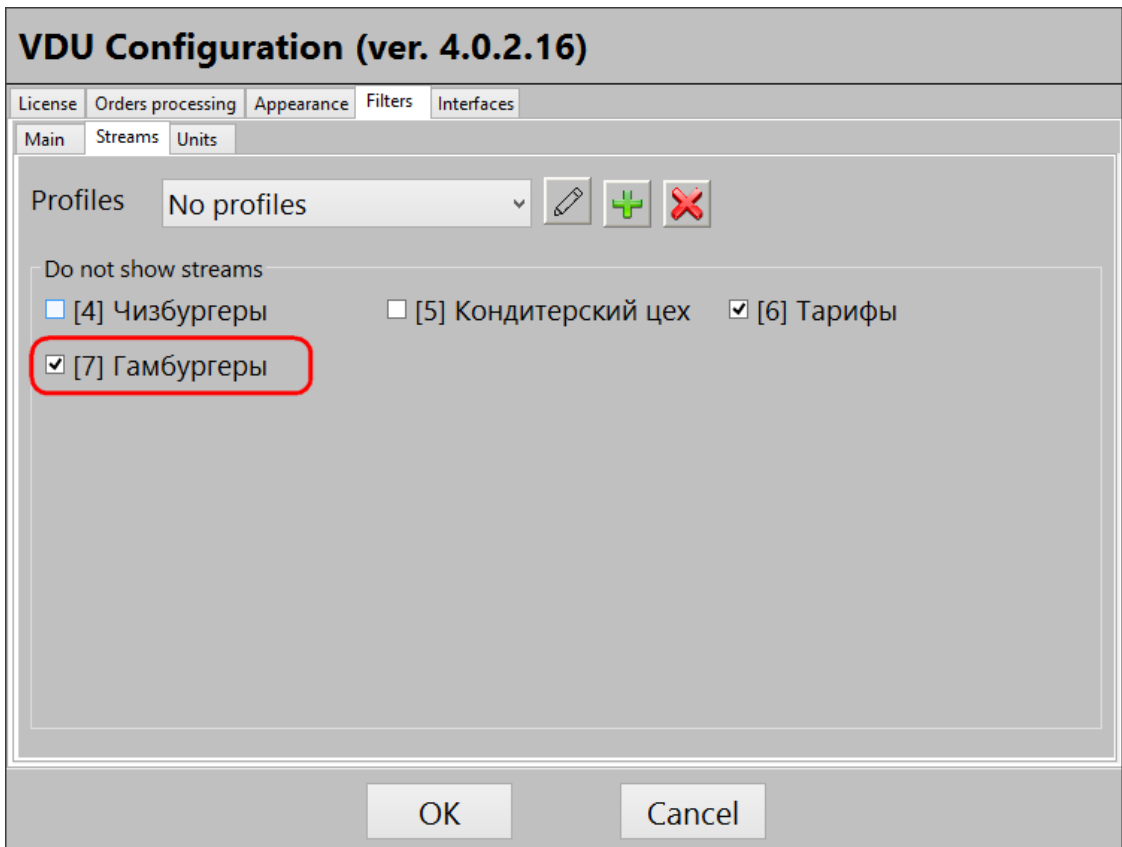 VDU Configuration (ver. 4.0.2.16)
License Orders processing Appearance Filters Interfaces
Main Streams Units
Profiles No profiles
Do not show streams
[4] Чизбургеры [5] Кондитерский цех [6] Тарифы
[7] Гамбургеры
OK Cancel